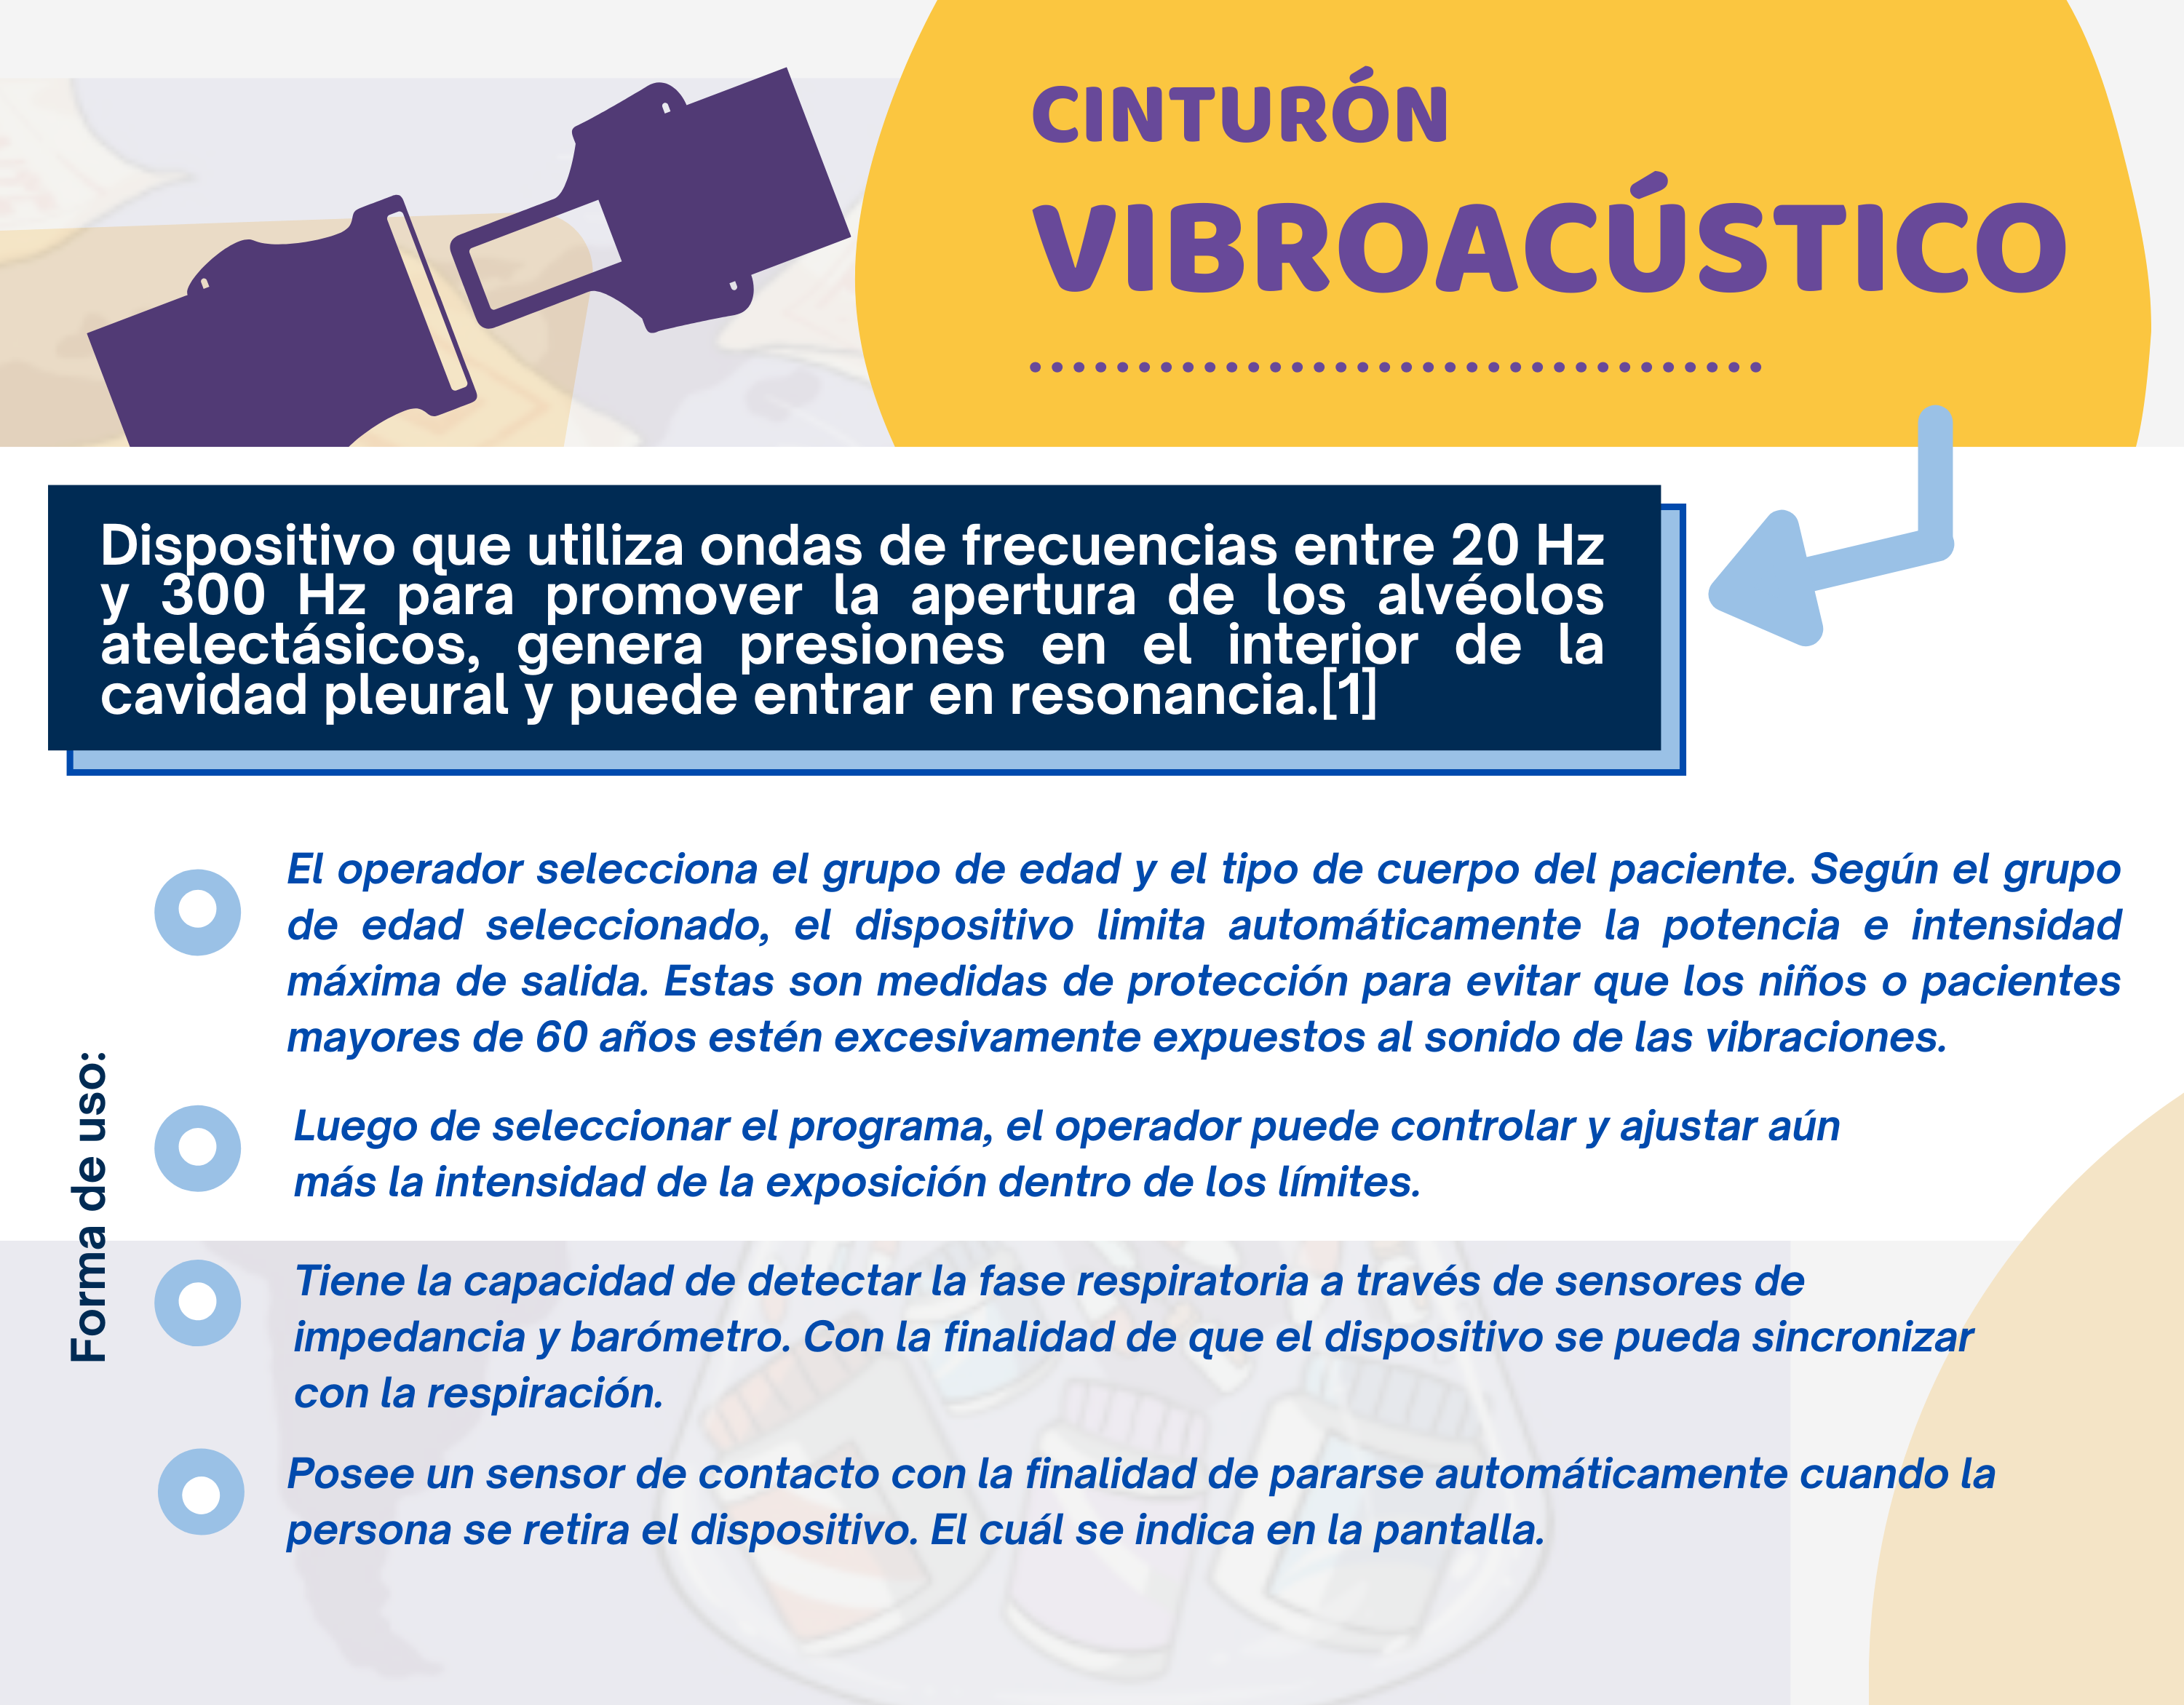 CINTURÓN
VIBROACÚSTICO
Dispositivo que utiliza ondas de frecuencias entre 20 Hz
y 300 Hz para promover la apertura de los alvéolos
atelectásicos, genera presiones en el interior de la
cavidad pleural y puede entrar en resonancia.[1]
Forma de uso:
El operador selecciona el grupo de edad y el tipo de cuerpo del paciente. Según el grupo
de edad seleccionado, el dispositivo limita automáticamente la potencia e intensidad
máxima de salida. Estas son medidas de protección para evitar que los niños o pacientes
mayores de 60 años estén excesivamente expuestos al sonido de las vibraciones.
Luego de seleccionar el programa, el operador puede controlar y ajustar aún
más la intensidad de la exposición dentro de los límites.
Tiene la capacidad de detectar la fase respiratoria a través de sensores de
impedancia y barómetro. Con la finalidad de que el dispositivo se pueda sincronizar
con la respiración.
Posee un sensor de contacto con la finalidad de pararse automáticamente cuando la
persona se retira el dispositivo. El cuál se indica en la pantalla.